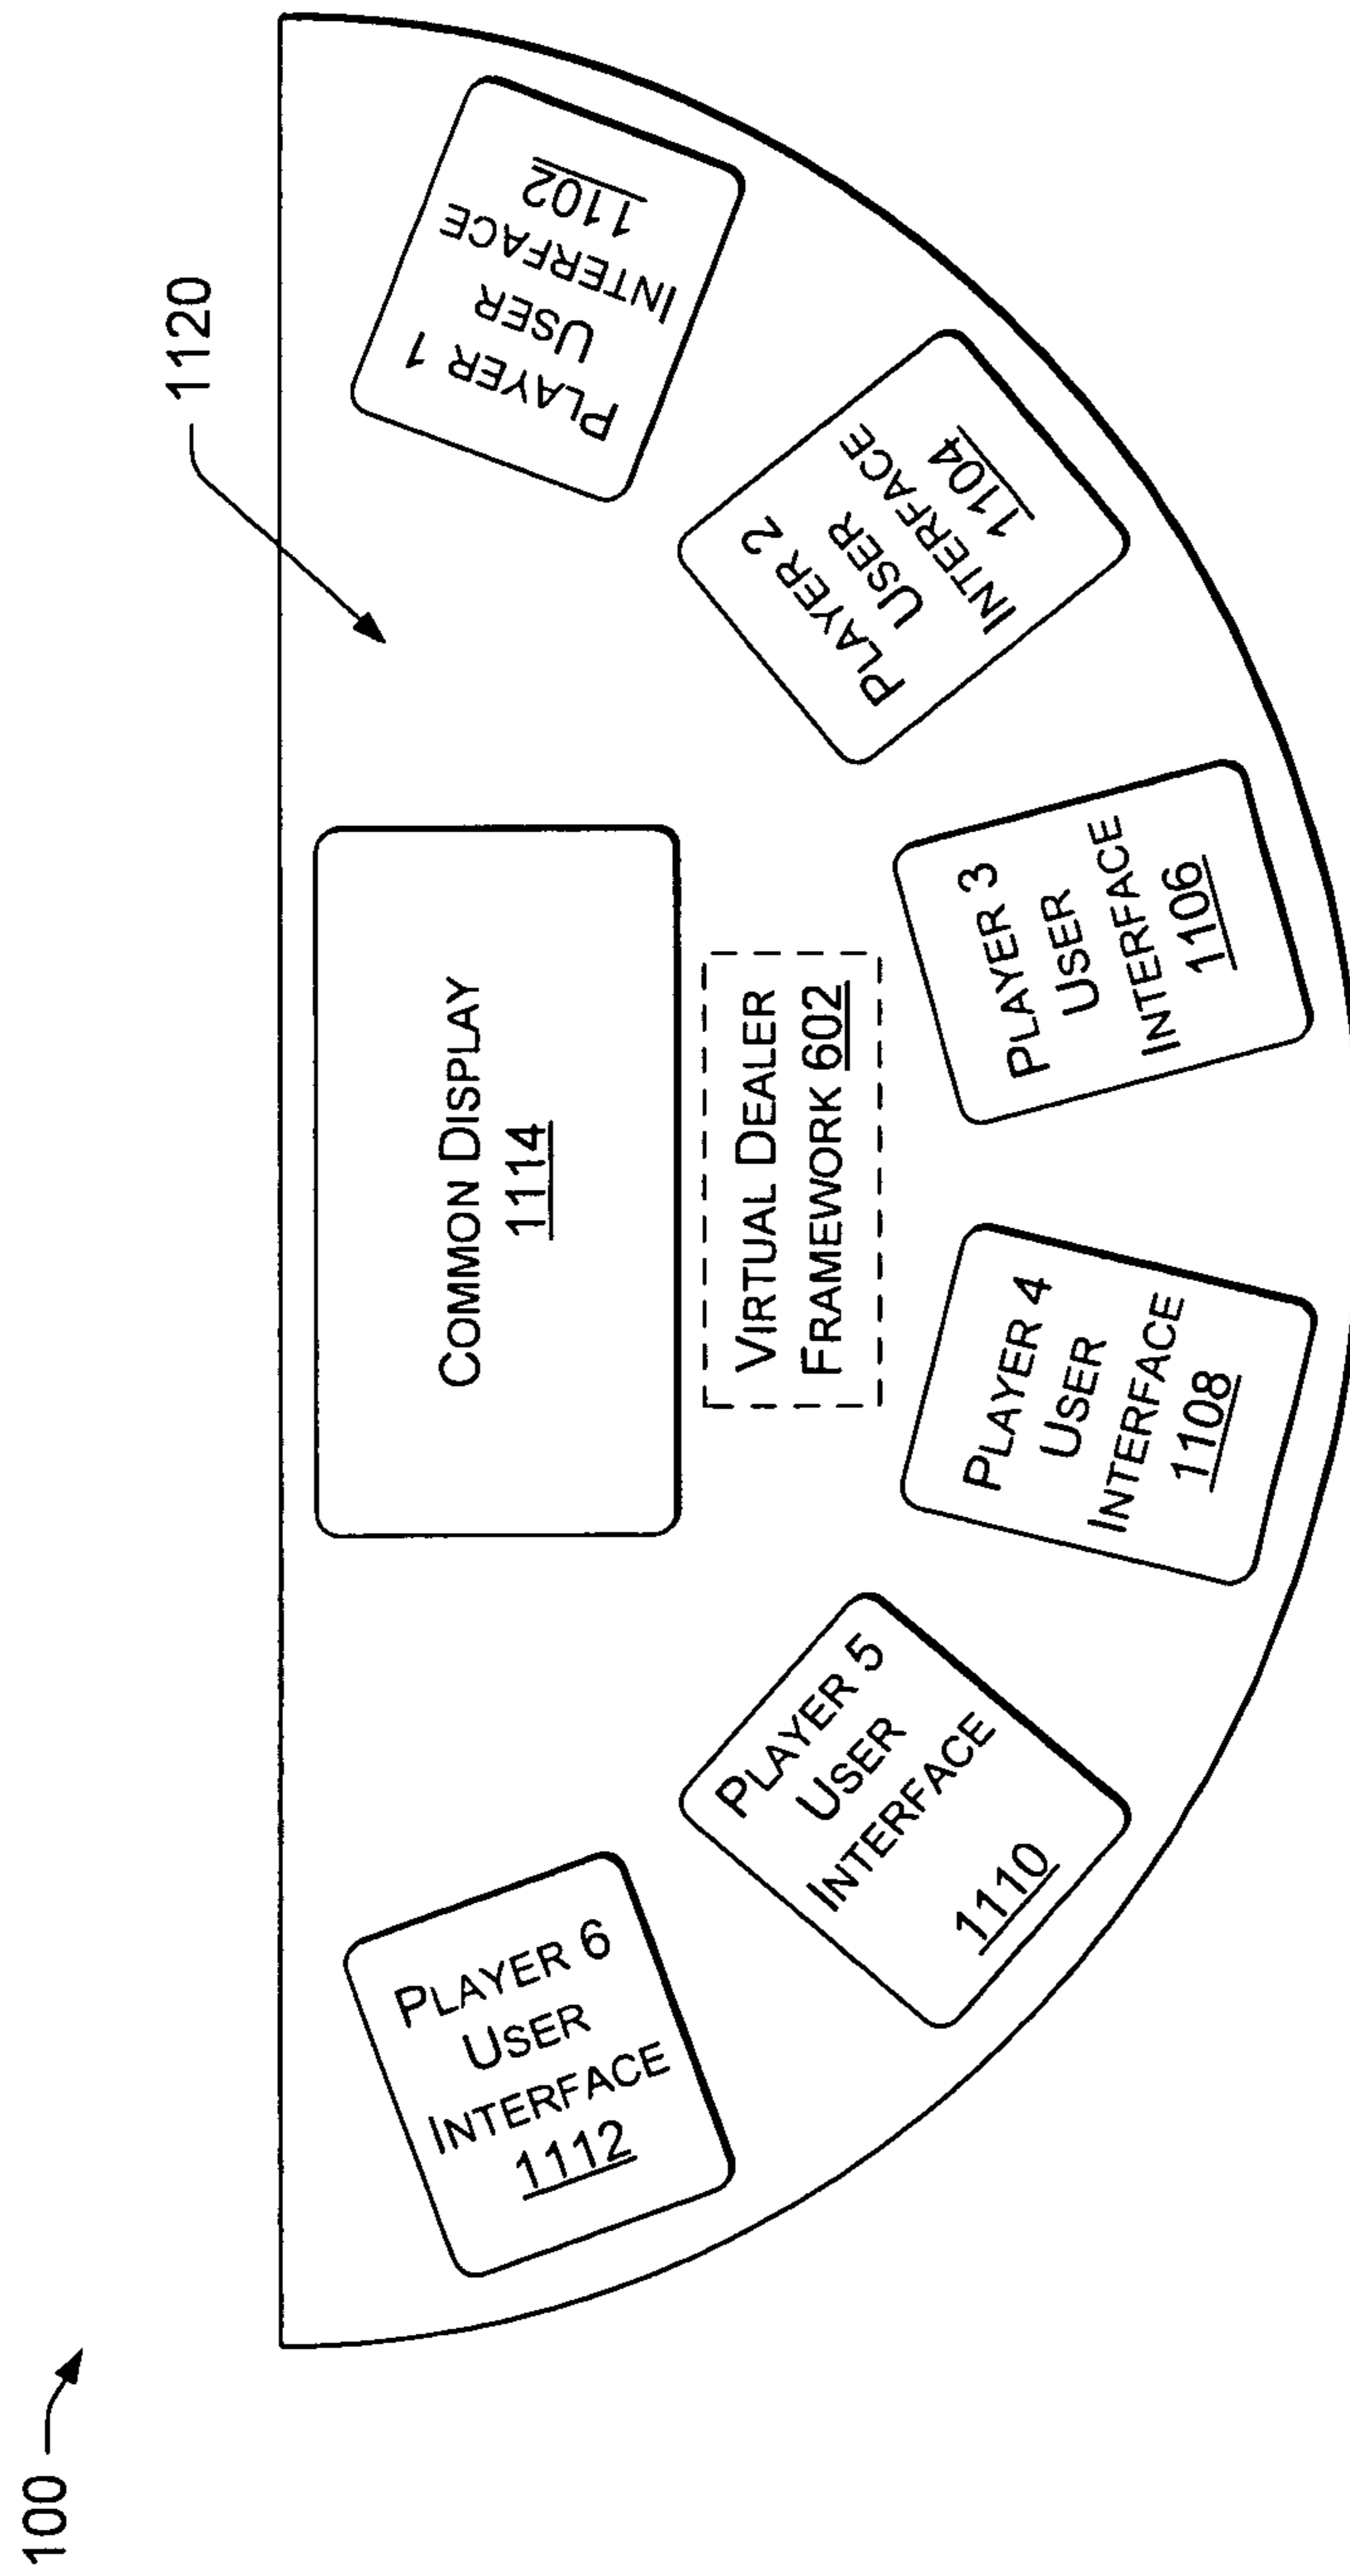 100
1120
COMMON DISPLAY
1114
VIRTUAL DEALER
FRAMEWORK 602
PLAYER 6
USER
INTERFACE
1112
PLAYER 5
USER
INTERFACE
1110
PLAYER 4
USER
INTERFACE
1108
PLAYER 3
USER
INTERFACE
1106
PLAYER 2
USER
INTERFACE
1104
PLAYER 1
USER
INTERFACE
1102